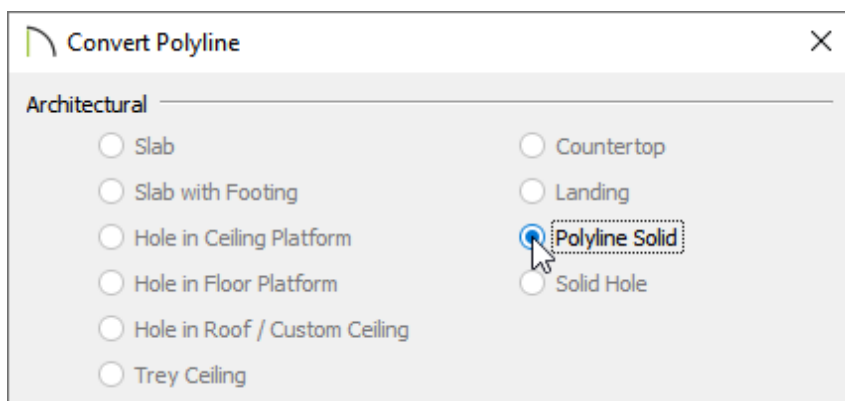 Convert Polyline
Architectural
Slab
Slab with Footing
Hole in Ceiling Platform
Hole in Floor Platform
Hole in Roof / Custom Ceiling
Trey Ceiling
Countertop
Landing
Polyline Solid
Solid Hole